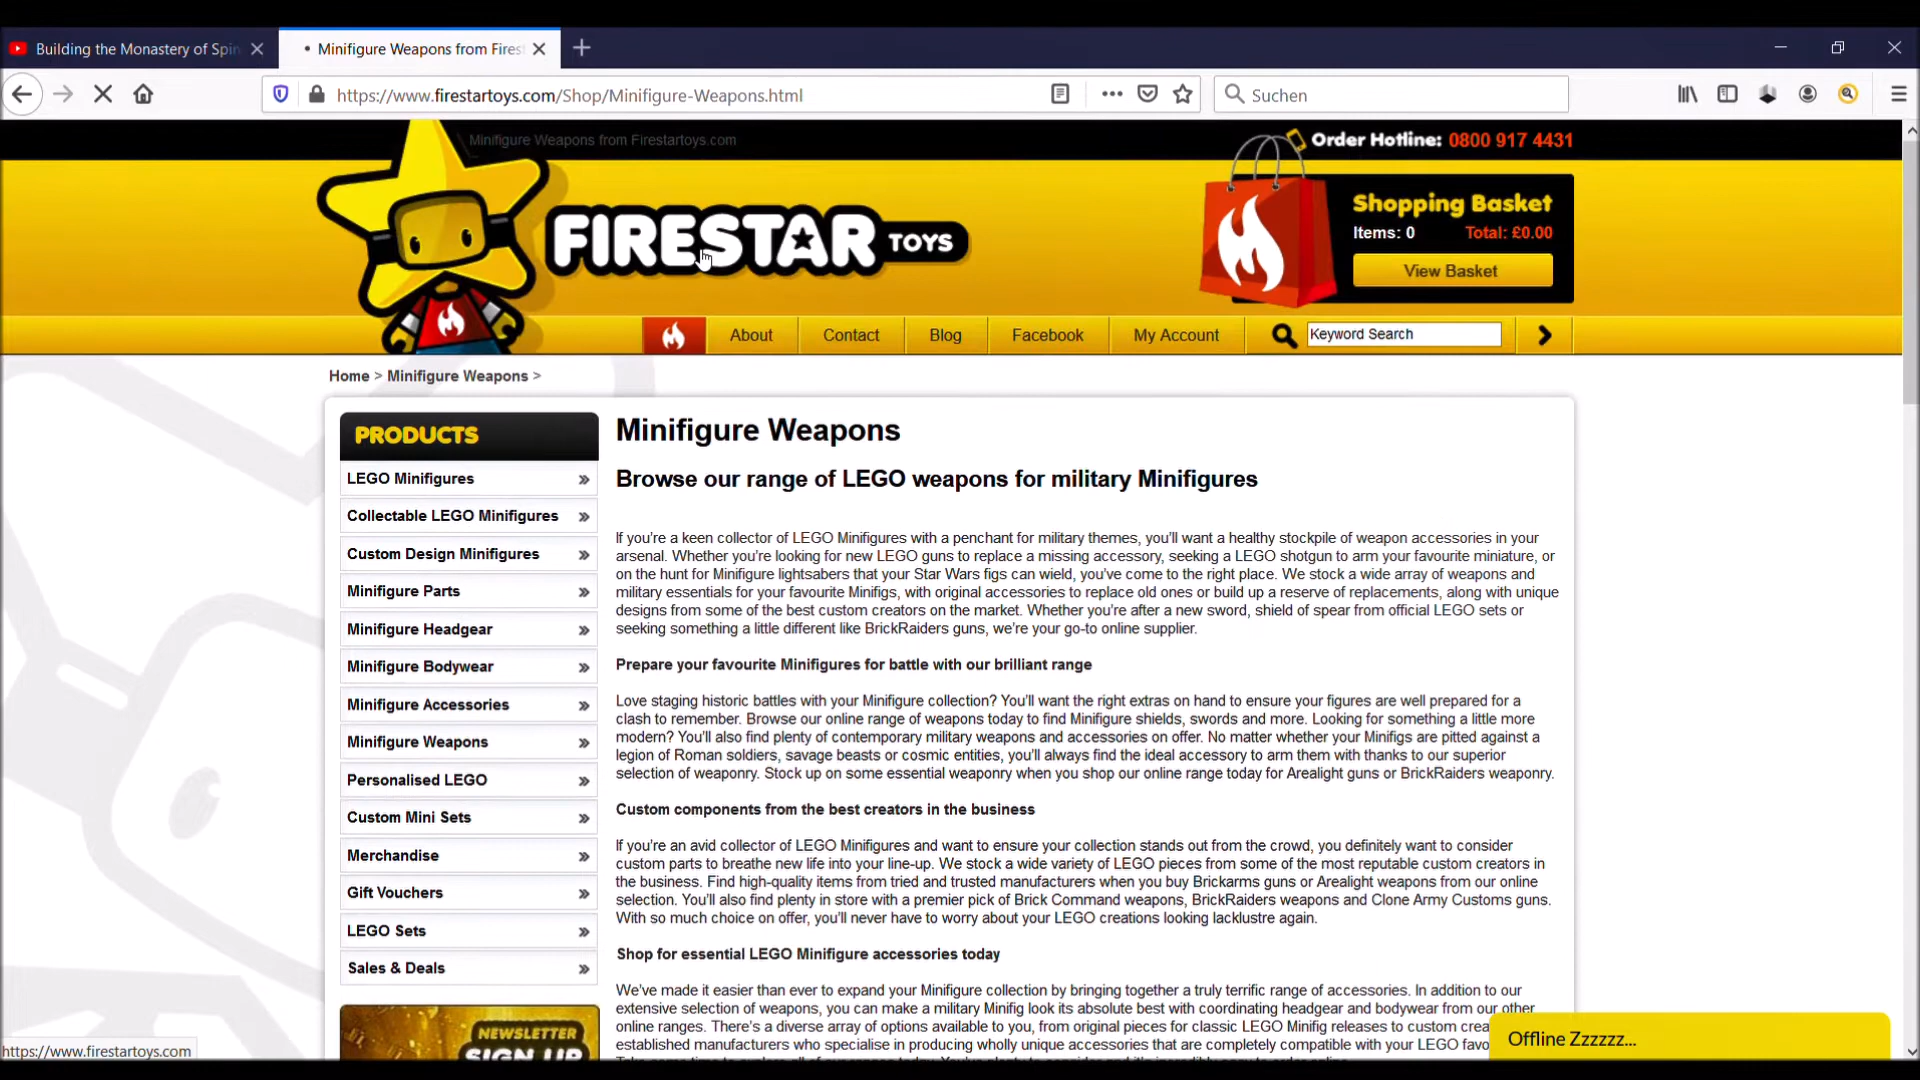 Building the Monastery of Spin
Minifigure Weapons from Firest
https://www.firestartoys.com/Shop/Minifigure-Weapons.html
Suchen
Minifigure Weapons from Firestartoys.com
Order Hotline: 0800 917 4431
FIRESTAR TOYS
Shopping Basket
Items: 0 Total: £0.00
View Basket
About Contact Blog Facebook My Account Keyword Search
Home > Minifigure Weapons >
PRODUCTS
LEGO Minifigures
Collectable LEGO Minifigures
Custom Design Minifigures
Minifigure Parts
Minifigure Headgear
Minifigure Bodywear
Minifigure Accessories
Minifigure Weapons
Personalised LEGO
Custom Mini Sets
Merchandise
Gift Vouchers
LEGO Sets
Sales & Deals
NEWSLETTER
SIGN UP
Minifigure Weapons
Browse our range of LEGO weapons for military Minifigures
If you're a keen collector of LEGO Minifigures with a penchant for military themes, you'll want a healthy stockpile of weapon accessories in your
arsenal. Whether you're looking for new LEGO guns to replace a missing accessory, seeking a LEGO shotgun to arm your favourite miniature, or
on the hunt for Minifigure lightsabers that your Star Wars figs can wield, you've come to the right place. We stock a wide array of weapons and
military essentials for your favourite Minifigs, with original accessories to replace old ones or build up a reserve of replacements, along with unique
designs from some of the best custom creators on the market. Whether you're after a new sword, shield of spear from official LEGO sets or
seeking something a little different like BrickRaiders guns, we're your go-to online supplier.
Prepare your favourite Minifigures for battle with our brilliant range
Love staging historic battles with your Minifigure collection? You'll want the right extras on hand to ensure your figures are well prepared for a
clash to remember. Browse our online range of weapons today to find Minifigure shields, swords and more. Looking for something a little more
modern? You'll also find plenty of contemporary military weapons and accessories on offer. No matter whether your Minifigs are pitted against a
legion of Roman soldiers, savage beasts or cosmic entities, you'll always find the ideal accessory to arm them with thanks to our superior
selection of weaponry. Stock up on some essential weaponry when you shop our online range today for Arealight guns or BrickRaiders weaponry.
Custom components from the best creators in the business
If you're an avid collector of LEGO Minifigures and want to ensure your collection stands out from the crowd, you definitely want to consider
custom parts to breathe new life into your line-up. We stock a wide variety of LEGO pieces from some of the most reputable custom creators in
the business. Find high-quality items from tried and trusted manufacturers when you buy Brickarms guns or Arealight weapons from our online
selection. You'll also find plenty in store with a premier pick of Brick Command weapons, BrickRaiders weapons and Clone Army Customs guns.
With so much choice on offer, you'll never have to worry about your LEGO creations looking lacklustre again.
Shop for essential LEGO Minifigure accessories today
We've made it easier than ever to expand your Minifigure collection by bringing together a truly terrific range of accessories. In addition to our
extensive selection of weapons, you can make a military Minifig look its absolute best with coordinating headgear and bodywear from our other
online ranges. There's a diverse array of options available to you, from original pieces for classic LEGO Minifig releases to custom crea
established manufacturers who specialise in producing wholly unique accessories that are completely compatible with your LEGO favo
Offline Zzzzzz...
https://www.firestartoys.com